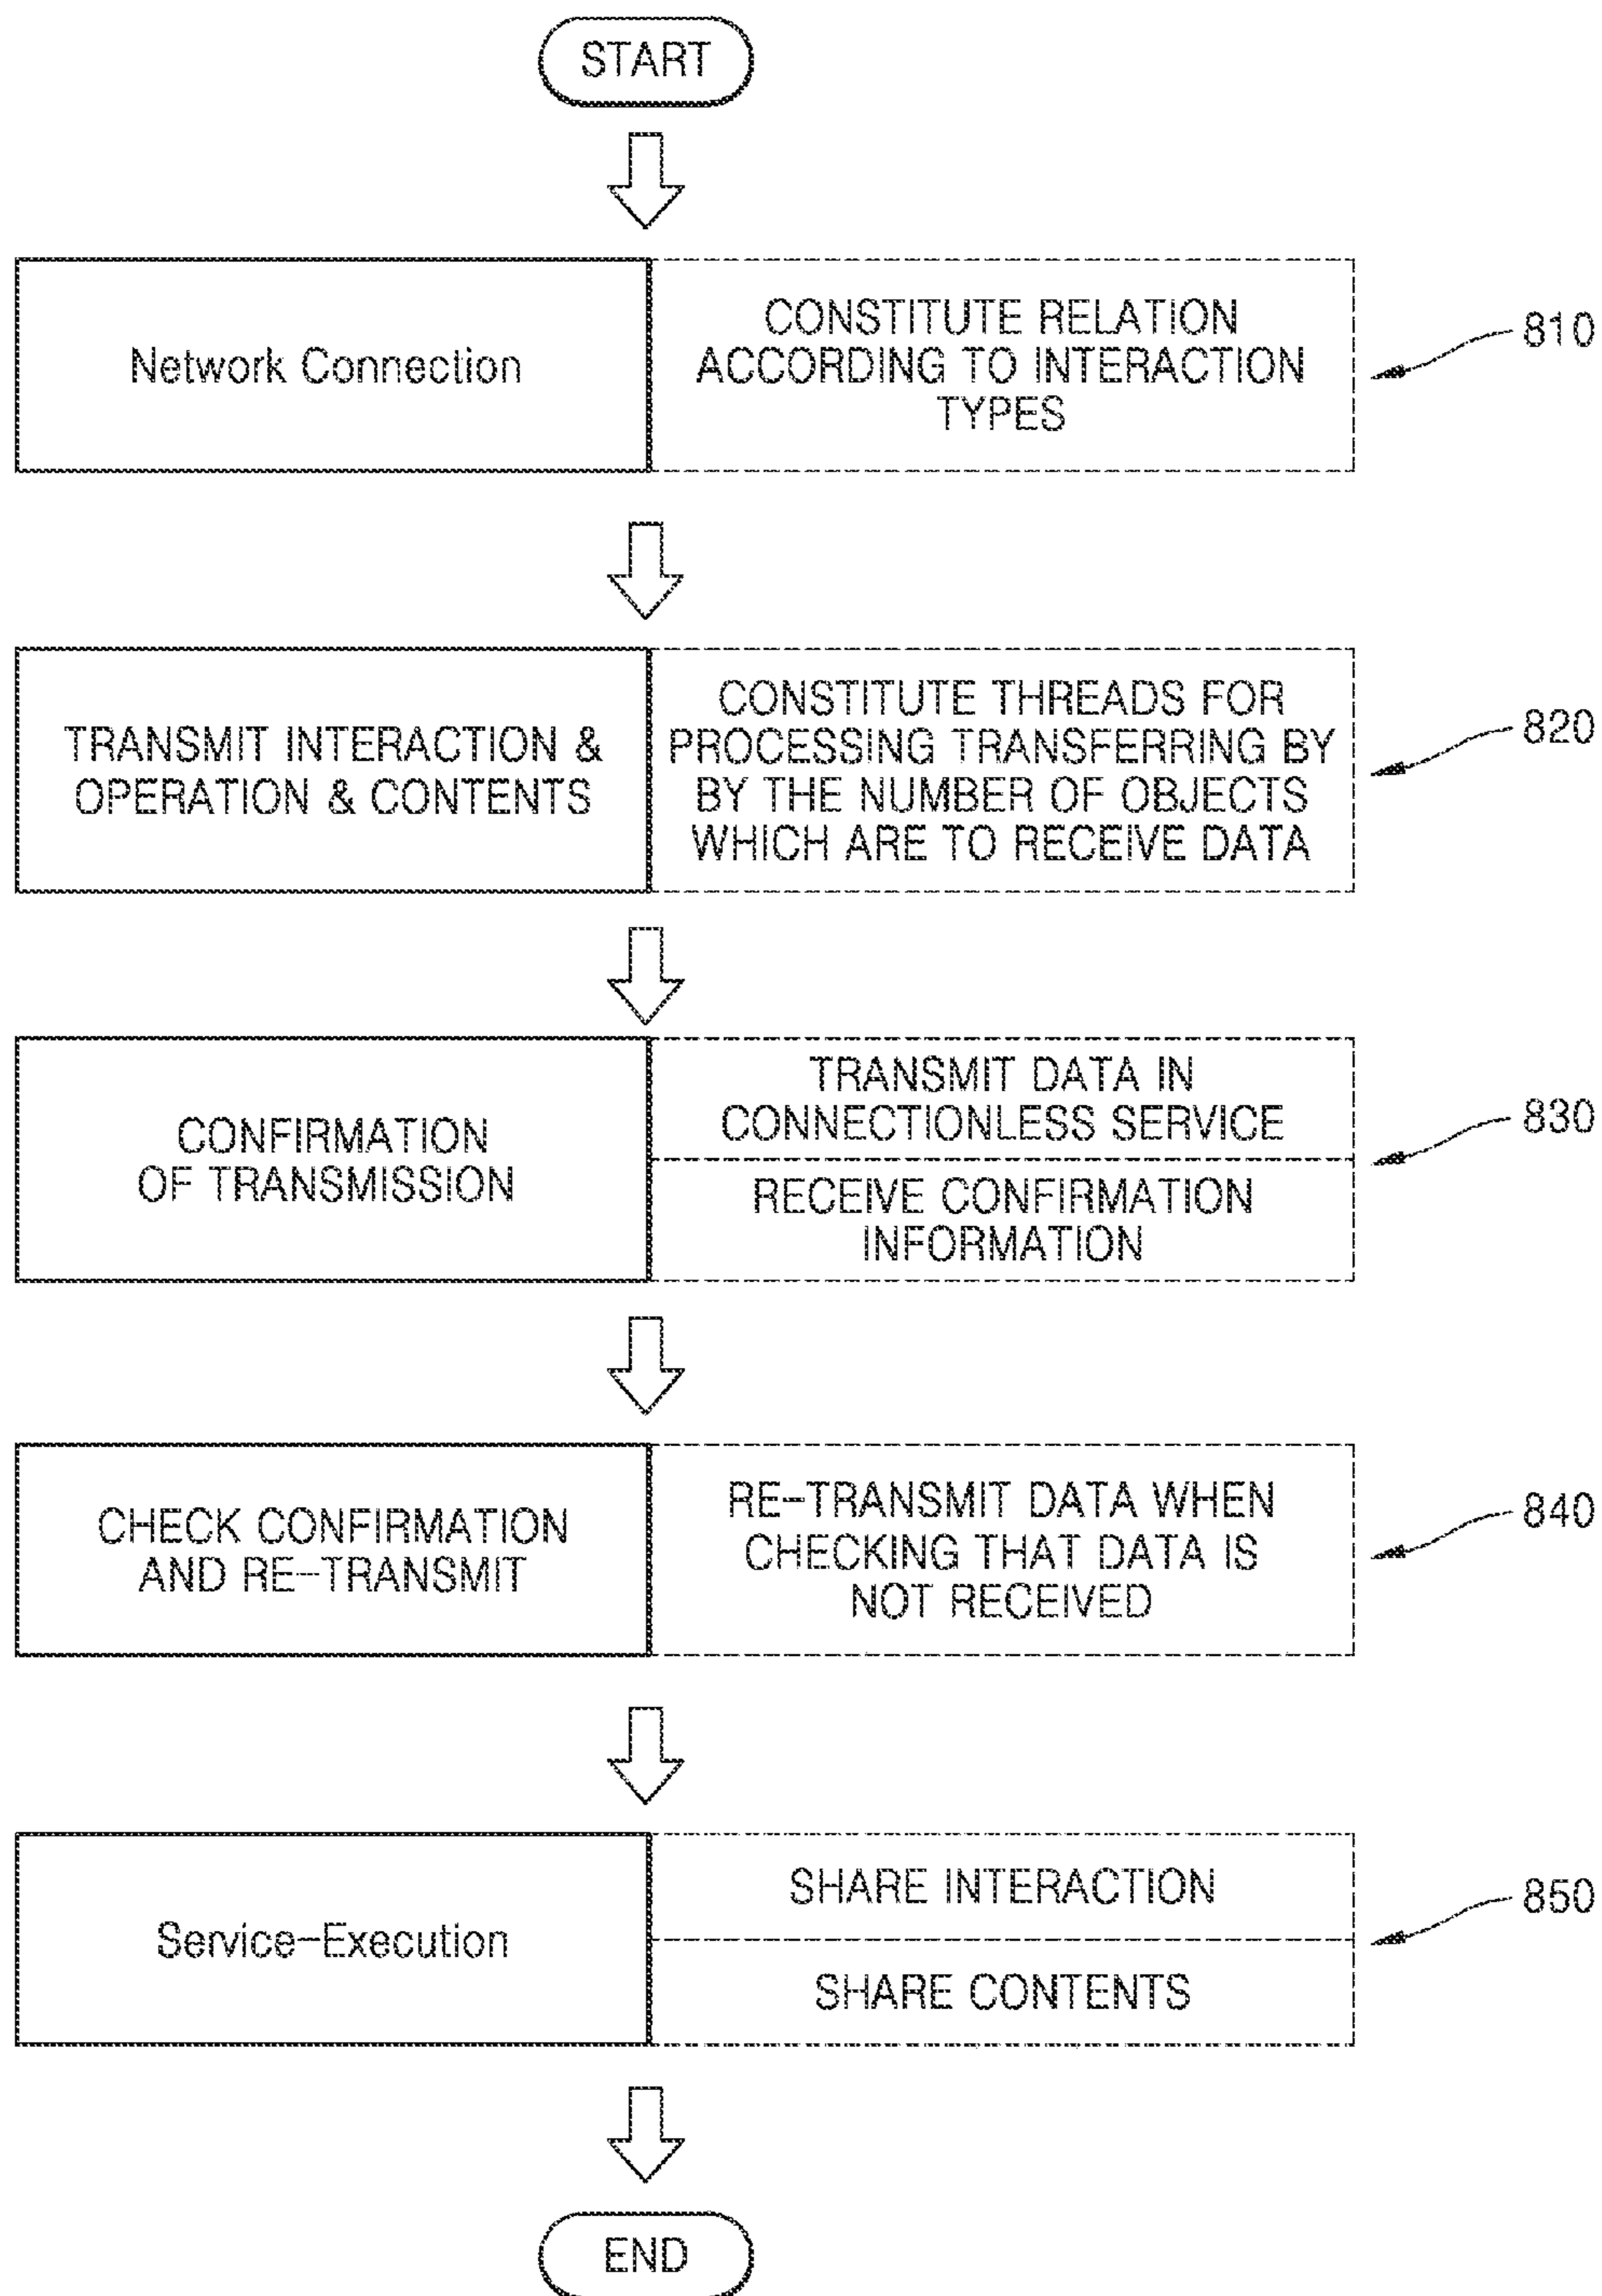 START
Network Connection
CONSTITUTE RELATION
ACCORDING TO INTERACTION
TYPES
810
TRANSMIT INTERACTION &
OPERATION & CONTENTS
CONSTITUTE THREADS FOR
PROCESSING TRANSFERRING BY
BY THE NUMBER OF OBJECTS
WHICH ARE TO RECEIVE DATA
820
CONFIRMATION
OF TRANSMISSION
TRANSMIT DATA IN
CONNECTIONLESS SERVICE
RECEIVE CONFIRMATION
INFORMATION
830
CHECK CONFIRMATION
AND RE-TRANSMIT
RE-TRANSMIT DATA WHEN
CHECKING THAT DATA IS
NOT RECEIVED
840
Service-Execution
SHARE INTERACTION
SHARE CONTENTS
850
END